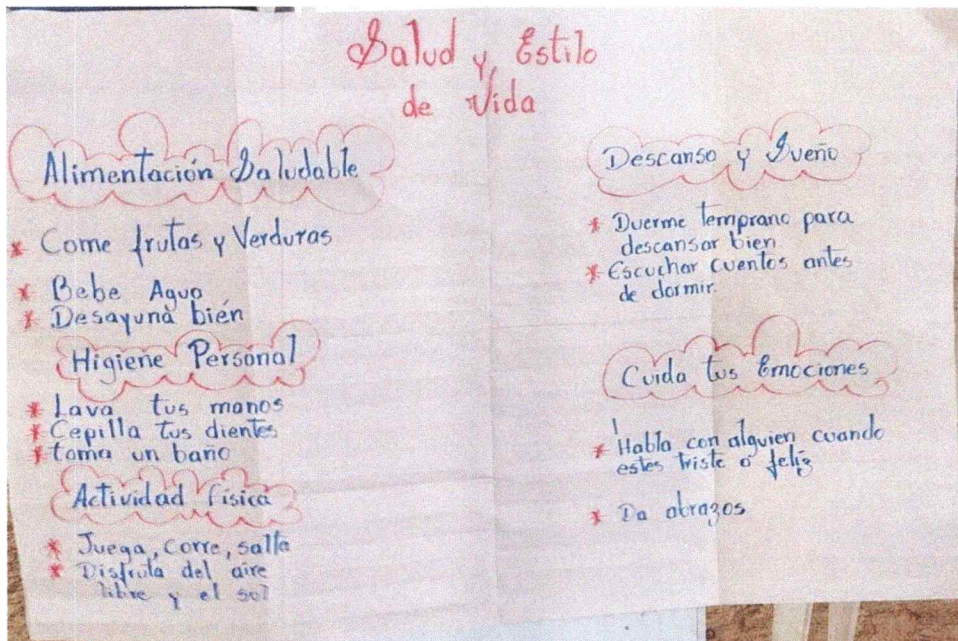 Salud y Estilo
de Vida
Alimentación Saludable
* Come frutas y Verduras
* Bebe Agua
* Desayuna bién
Higiene Personal
* Lava tus manos
* Cepilla tus dientes
* toma un baño
Actividad física
* Juega, corre, salta
* Disfruta del aire
libre y el sol
Descanso y Sueño
* Duerme temprano para
descansar bien
* Escuchar cuentos antes
de dormir.
Cuida tus Emociones
* Habla con alguien cuando
estes triste o feliz
* Da abrazos